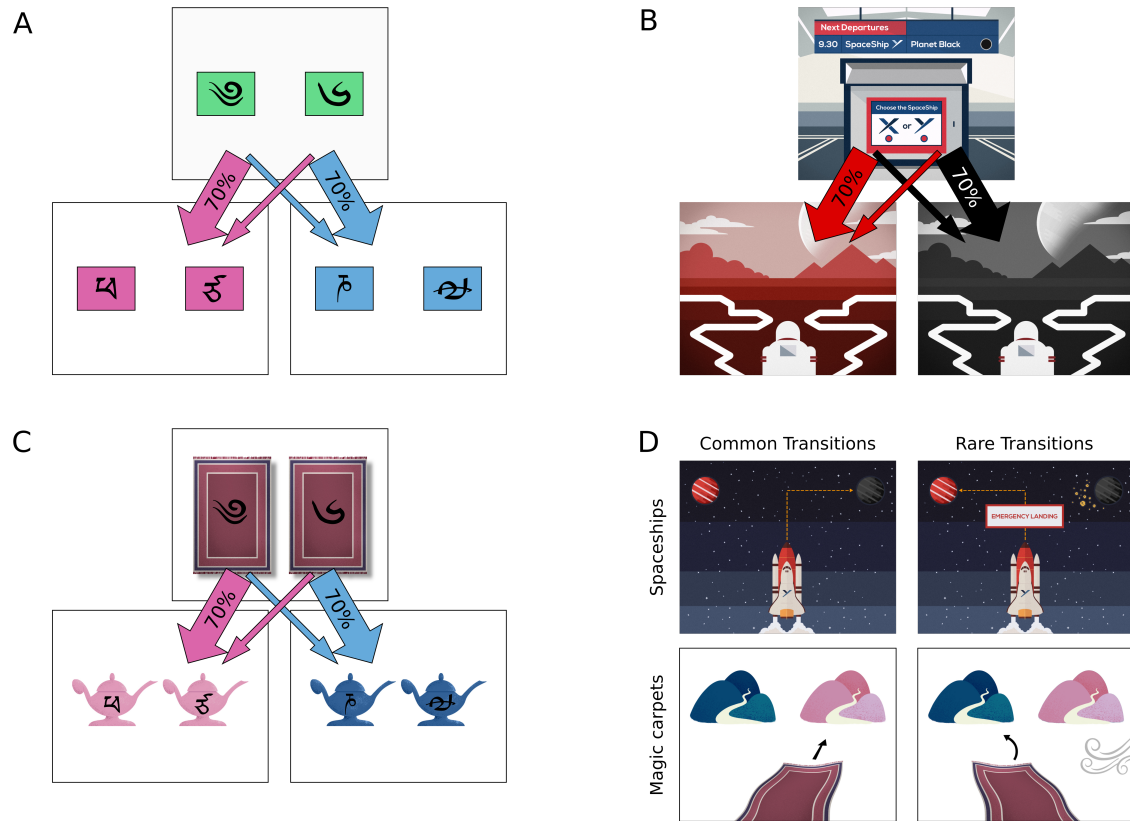 A
70%
70%
B
Next Departures
9.30 SpaceShip Y Planet Black
Choose the SpaceShip
X or Y
70%
70%
C
70%
70%
D
Common Transitions
Rare Transitions
Spaceships
EMERGENCY LANDING
Y
Y
Magic carpets